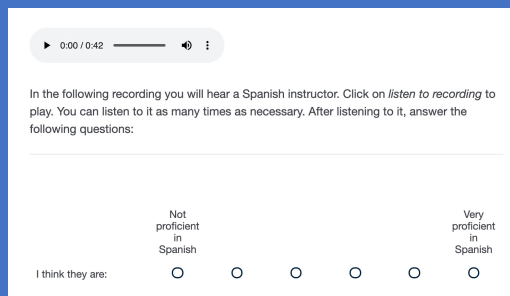 0:00 / 0:42
In the following recording you will hear a Spanish instructor. Click on listen to recording to
play. You can listen to it as many times as necessary. After listening to it, answer the
following questions:
Not
proficient
in
Spanish
Very
proficient
in
Spanish
I think they are: